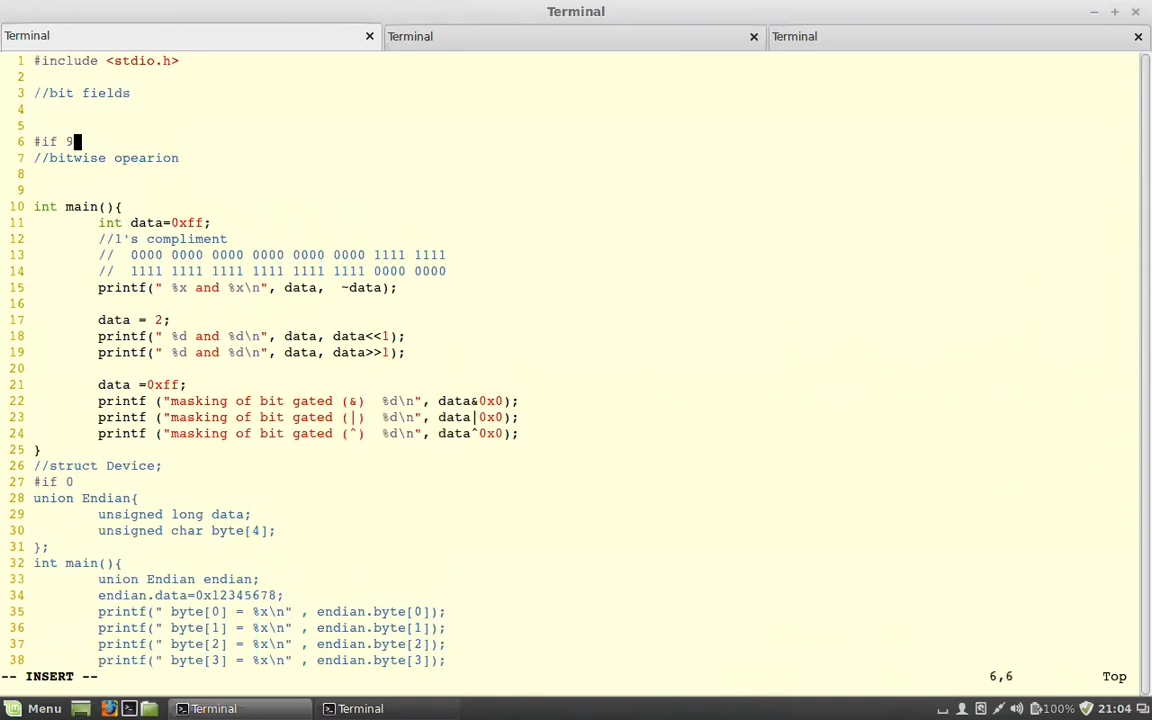 Terminal
Terminal
Terminal
Terminal
1 #include <stdio.h>
2
3 //bit fields
4
5
6 #if 9
7 //bitwise opearion
8
9
10 int main(){
11 int data=0xff;
12 //1's compliment
13 // 0000 0000 0000 0000 0000 0000 1111 1111
14 // 1111 1111 1111 1111 1111 1111 0000 0000
15 printf(" %x and %x\n", data,  ~data);
16
17 data = 2;
18 printf(" %d and %d\n", data, data<<1);
19 printf(" %d and %d\n", data, data>>1);
20
21 data =0xff;
22 printf ("masking of bit gated (&)  %d\n", data&0x0);
23 printf ("masking of bit gated (|)  %d\n", data|0x0);
24 printf ("masking of bit gated (^)  %d\n", data^0x0);
25 }
26 //struct Device;
27 #if 0
28 union Endian{
29 unsigned long data;
30 unsigned char byte[4];
31 };
32 int main(){
33 union Endian endian;
34 endian.data=0x12345678;
35 printf(" byte[0] = %x\n" , endian.byte[0]);
36 printf(" byte[1] = %x\n" , endian.byte[1]);
37 printf(" byte[2] = %x\n" , endian.byte[2]);
38 printf(" byte[3] = %x\n" , endian.byte[3]);
-- INSERT -- 6,6 Top
Menu Terminal Terminal 100% 21:04